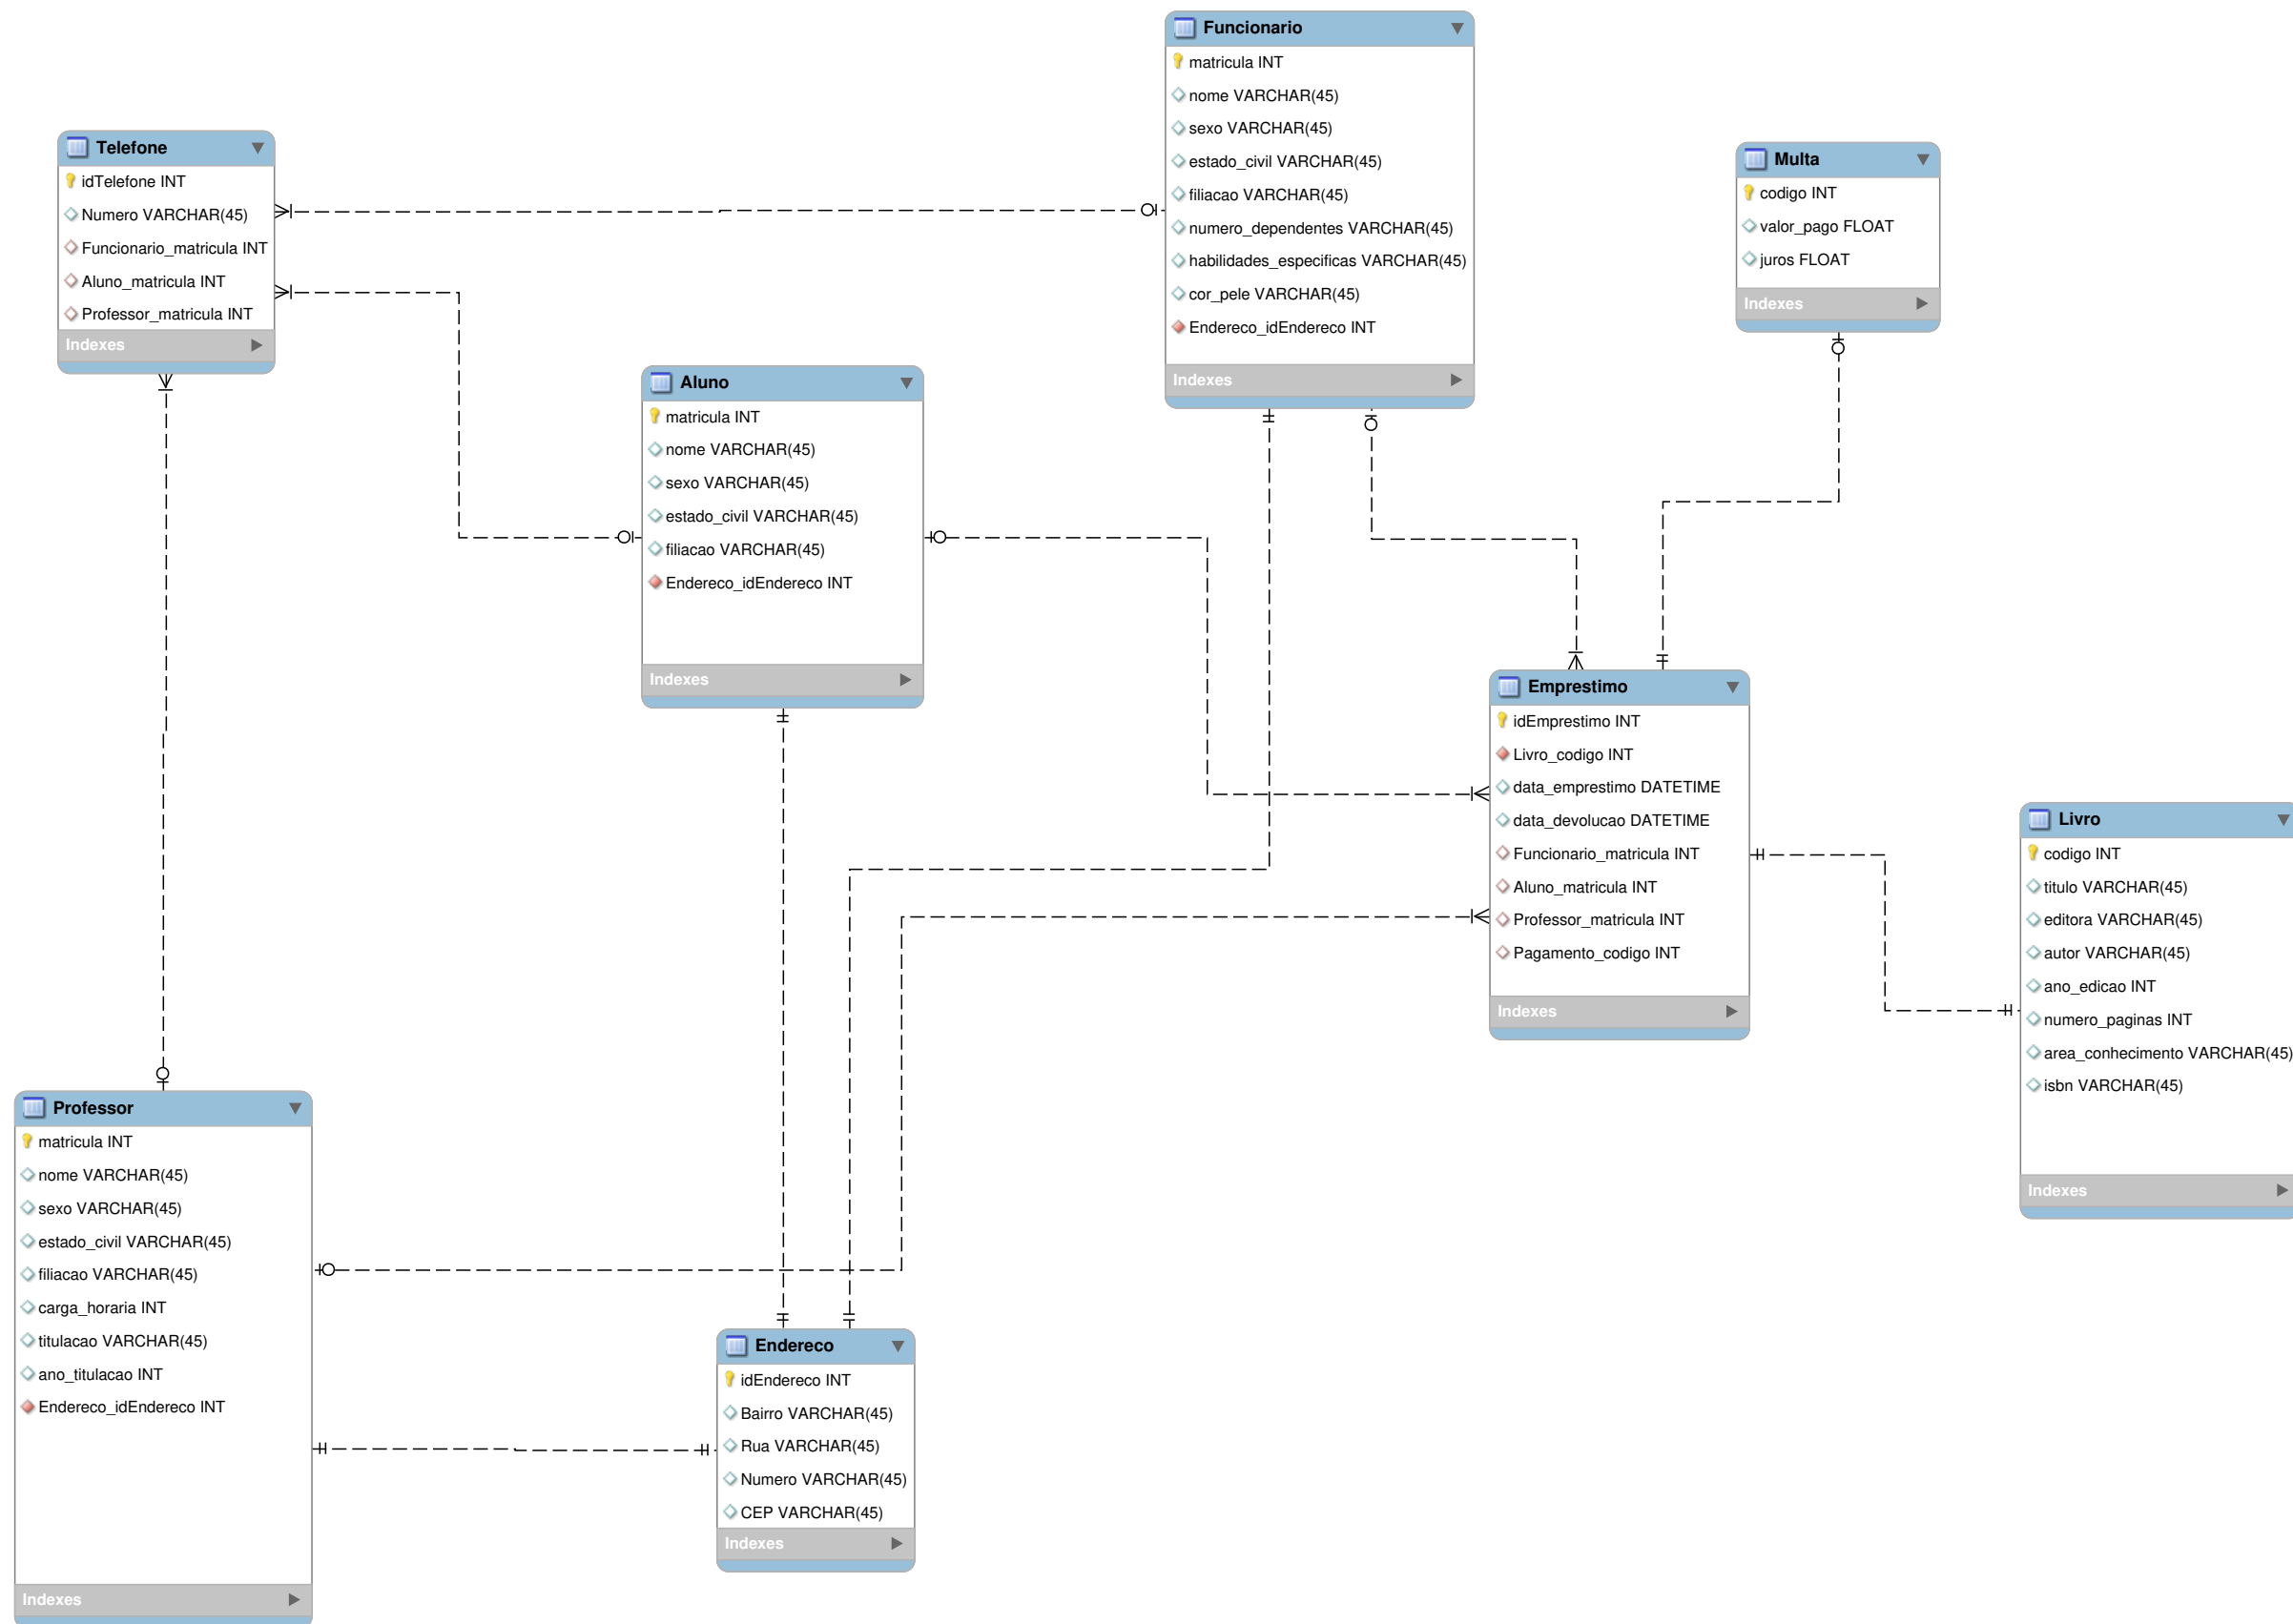 Funcionario
matricula INT
nome VARCHAR(45)
sexo VARCHAR(45)
estado_civil VARCHAR(45)
filiacao VARCHAR(45)
numero_dependentes VARCHAR(45)
habilidades_especificas VARCHAR(45)
cor_pele VARCHAR(45)
Endereco_idEndereco INT
Indexes
Telefone
idTelefone INT
Numero VARCHAR(45)
Funcionario_matricula INT
Aluno_matricula INT
Professor_matricula INT
Indexes
Multa
codigo INT
valor_pago FLOAT
juros FLOAT
Indexes
Aluno
matricula INT
nome VARCHAR(45)
sexo VARCHAR(45)
estado_civil VARCHAR(45)
filiacao VARCHAR(45)
Endereco_idEndereco INT
Indexes
Emprestimo
idEmprestimo INT
Livro_codigo INT
data_emprestimo DATETIME
data_devolucao DATETIME
Funcionario_matricula INT
Aluno_matricula INT
Professor_matricula INT
Pagamento_codigo INT
Indexes
Livro
codigo INT
titulo VARCHAR(45)
editora VARCHAR(45)
autor VARCHAR(45)
ano_edicao INT
numero_paginas INT
area_conhecimento VARCHAR(45)
isbn VARCHAR(45)
Indexes
Professor
matricula INT
nome VARCHAR(45)
sexo VARCHAR(45)
estado_civil VARCHAR(45)
filiacao VARCHAR(45)
carga_horaria INT
titulacao VARCHAR(45)
ano_titulacao INT
Endereco_idEndereco INT
Indexes
Endereco
idEndereco INT
Bairro VARCHAR(45)
Rua VARCHAR(45)
Numero VARCHAR(45)
CEP VARCHAR(45)
Indexes